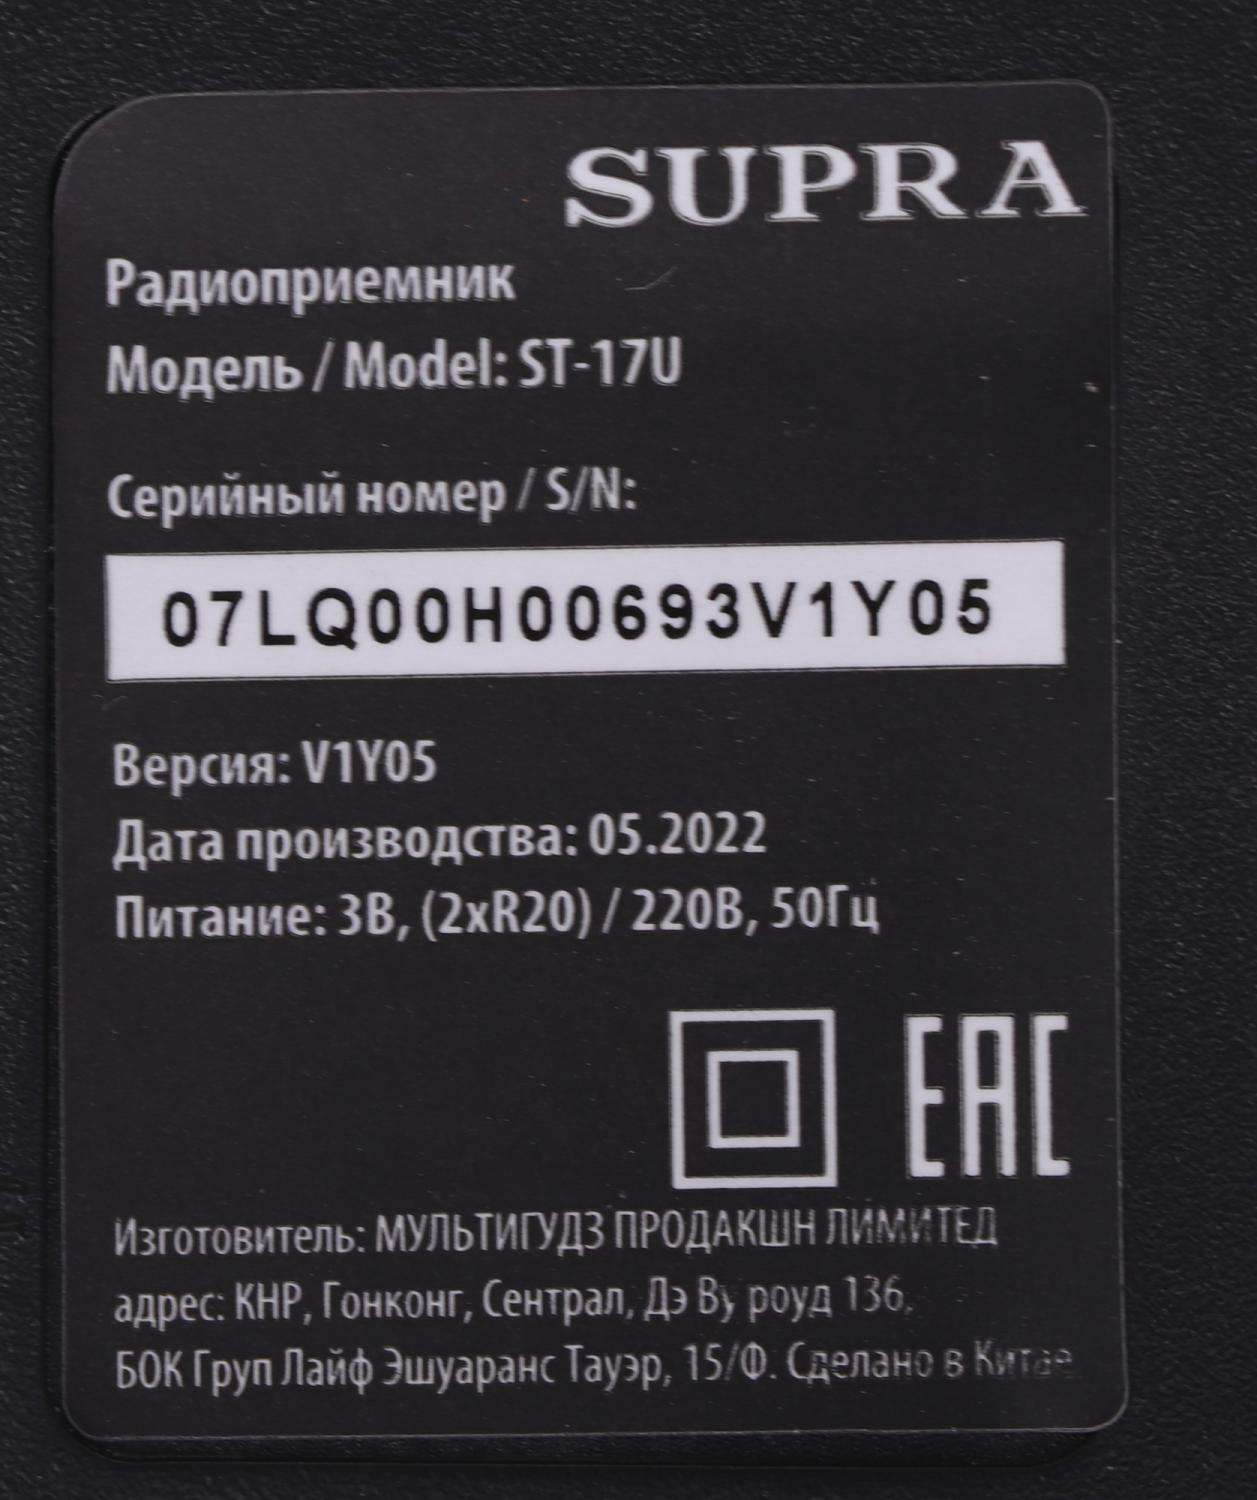 SUPRA
Радиоприемник
Модель / Model: ST-17U
Серийный номер / S/N:
07LQ00H00693V1Y05
Версия: V1Y05
Дата производства: 05.2022
Питание: 3В, (2xR20) / 220В, 50Гц
EAC
Изготовитель: МУЛЬТИГУДЗ ПРОДАКШН ЛИМИТЕД
адрес: КНР, Гонконг, Сентрал, Дэ Ву роуд 136,
БОК Груп Лайф Эшуаранс Тауэр, 15/Ф. Сделано в Китае